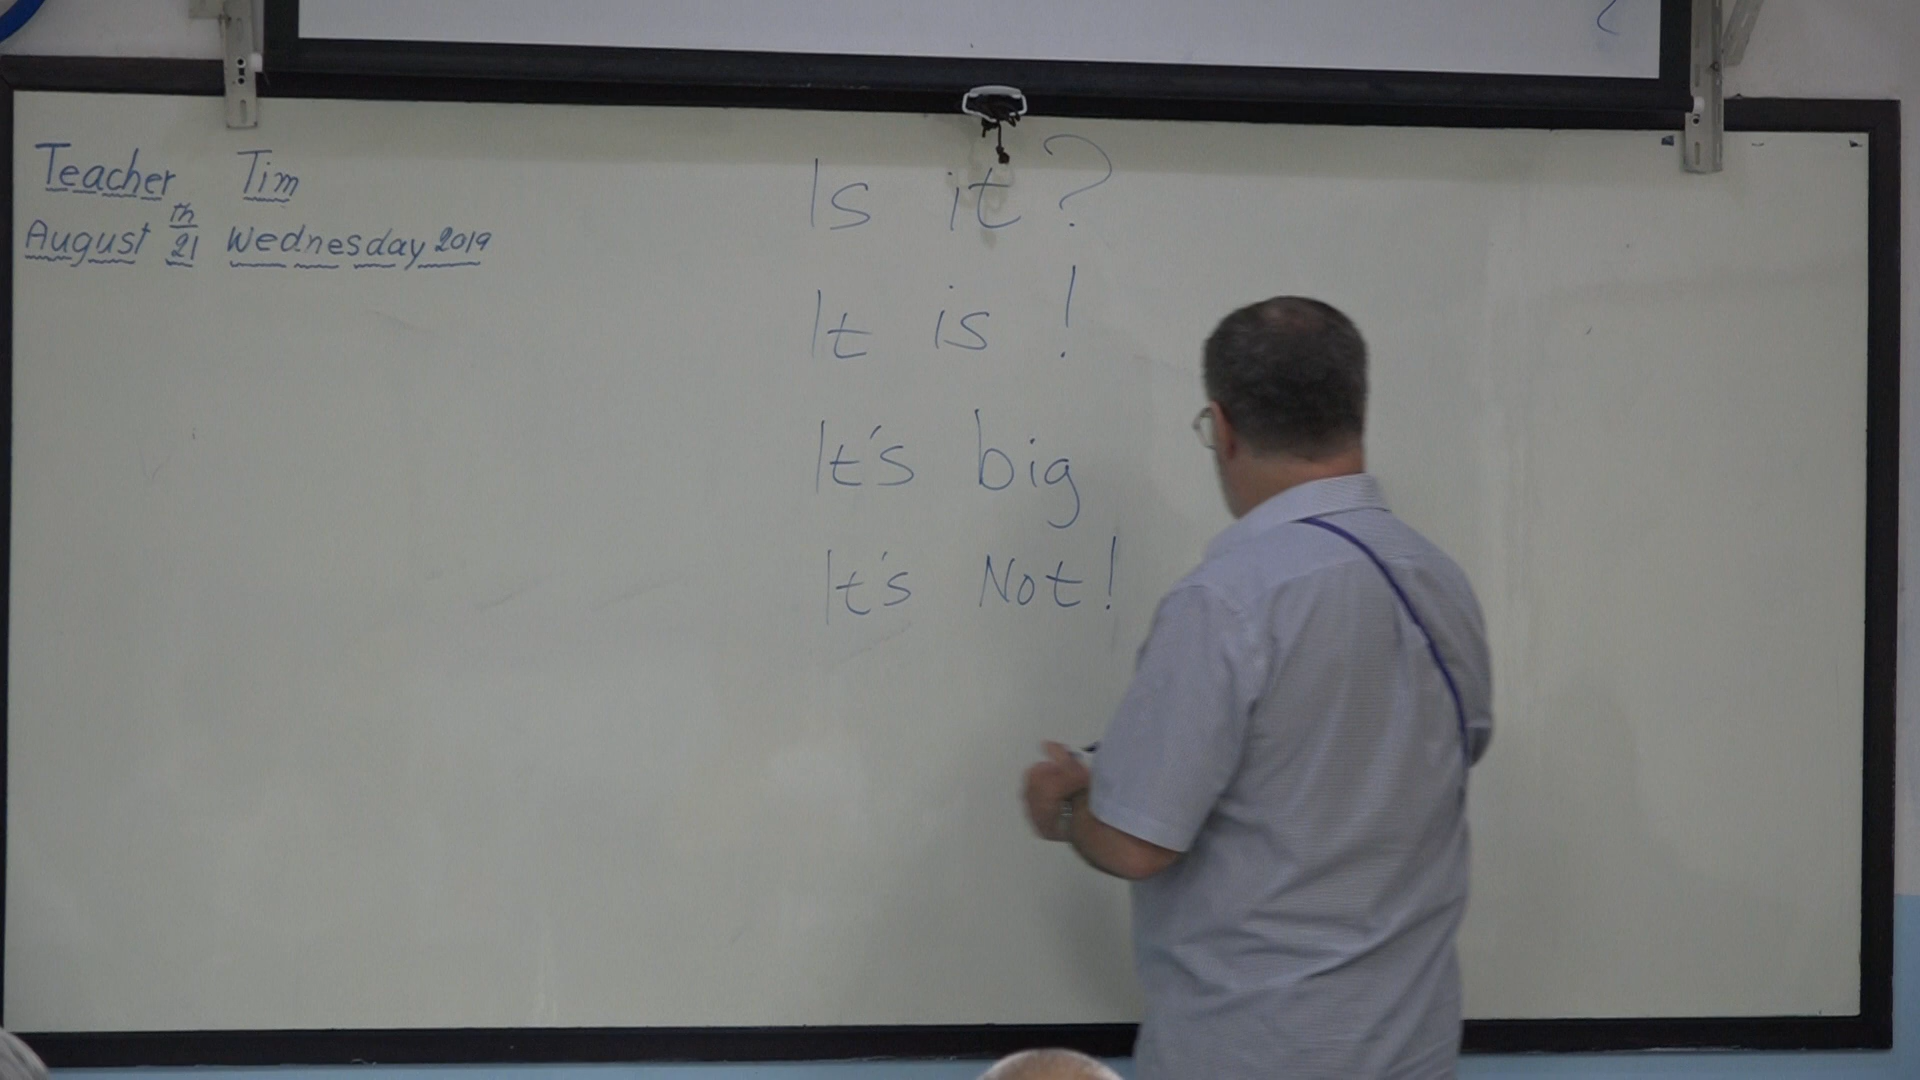 Teacher Tim
August 21th Wednesday 2019
Is it?
It is!
It's big
It's Not!